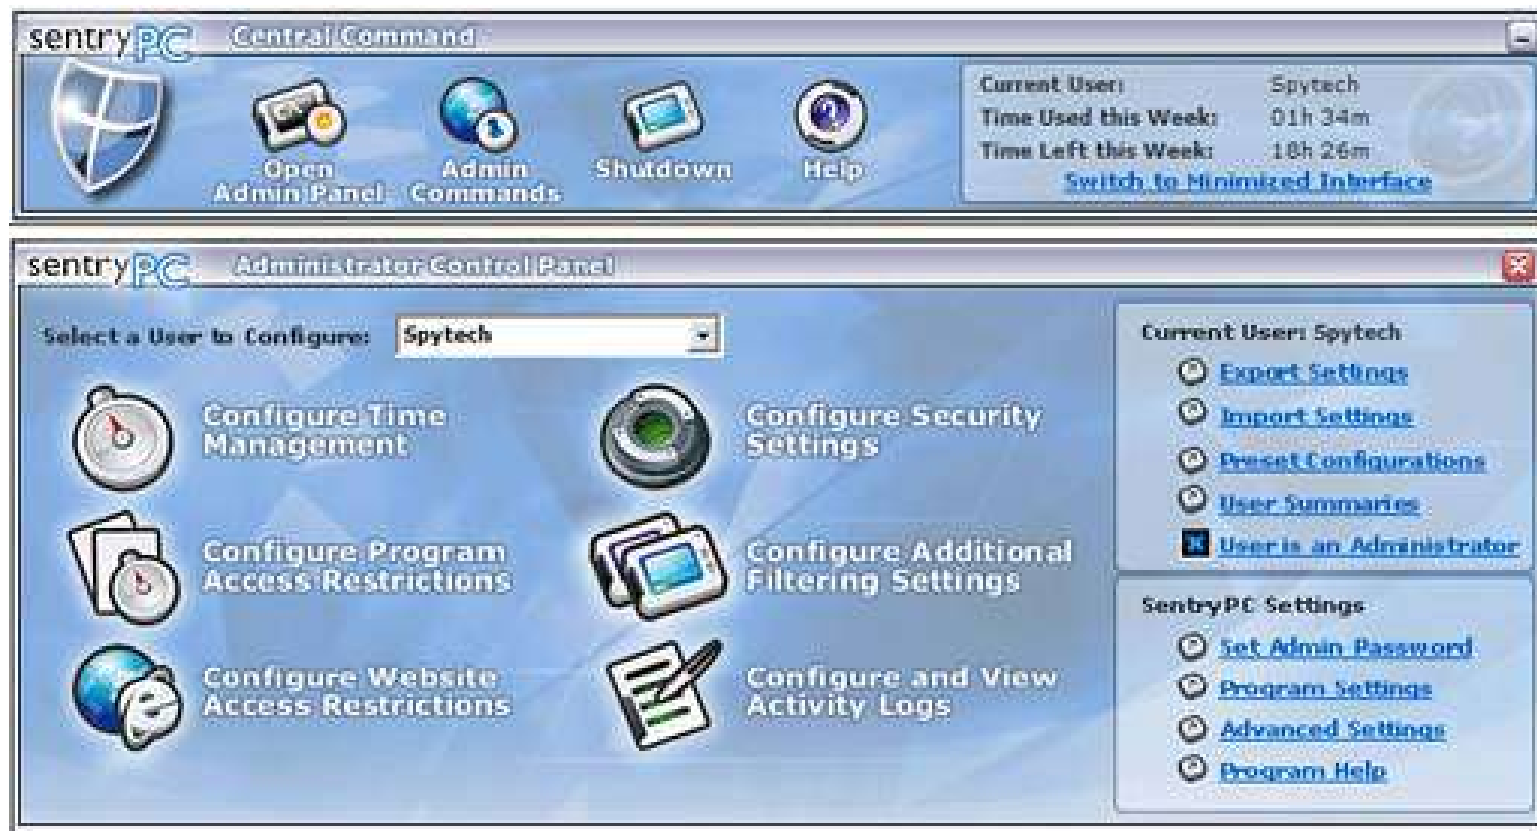 sentryPC Central Command
Open Admin Panel
Admin Commands
Shutdown
Help
Current User: Spytech
Time Used this Week: 01h 34m
Time Left this Week: 18h 26m
Switch to Minimized Interface
sentryPC Administrator Control Panel
Select a User to Configure: Spytech
Configure Time
Management
Configure Security
Settings
Configure Program
Access Restrictions
Configure Additional
Filtering Settings
Configure Website
Access Restrictions
Configure and View
Activity Logs
Current User: Spytech
Export Settings
Import Settings
Preset Configurations
User Summaries
User is an Administrator
SentryPC Settings
Set Admin Password
Program Settings
Advanced Settings
Program Help